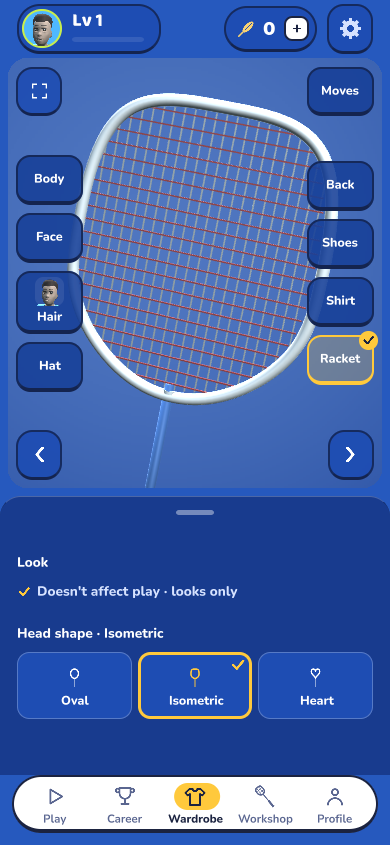 Lv 1
0
+
Moves
Body
Back
Face
Shoes
Hair
Shirt
Hat
Racket
Look
Doesn't affect play · looks only
Head shape · Isometric
Oval
Isometric
Heart
Play
Career
Wardrobe
Workshop
Profile